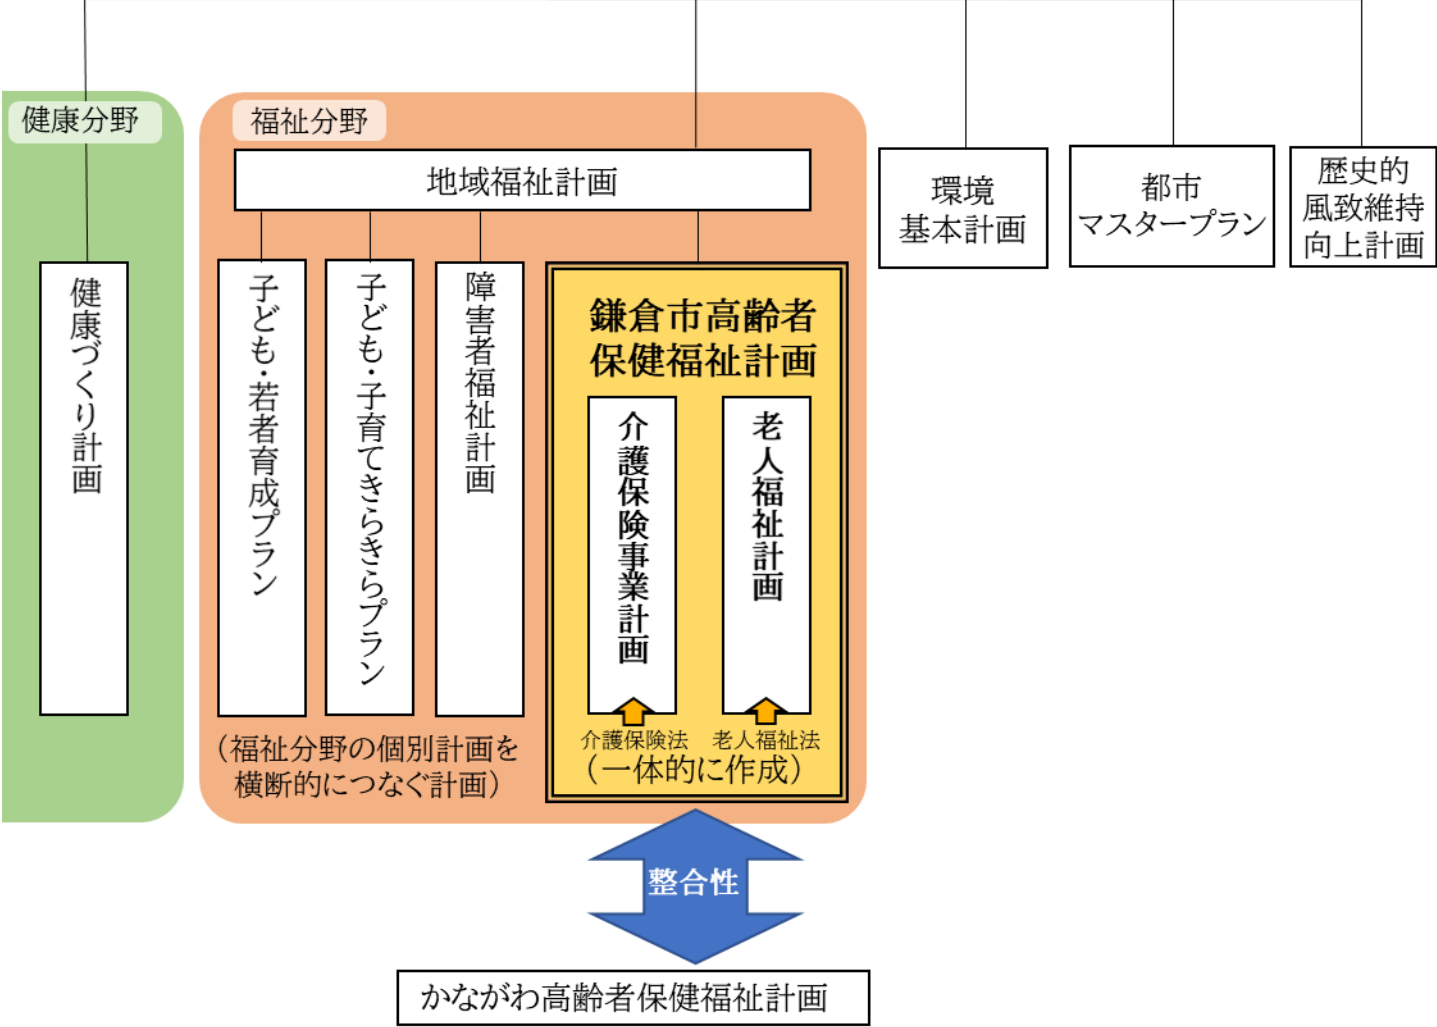 健康分野
健康づくり計画
福祉分野
地域福祉計画
子ども・若者育成プラン
子ども・子育てきらきらプラン
障害者福祉計画
(福祉分野の個別計画を
横断的につなぐ計画)
鎌倉市高齢者
保健福祉計画
介護保険事業計画
老人福祉計画
介護保険法
老人福祉法
(一体的に作成)
環境
基本計画
都市
マスタープラン
歴史的
風致維持
向上計画
整合性
かながわ高齢者保健福祉計画